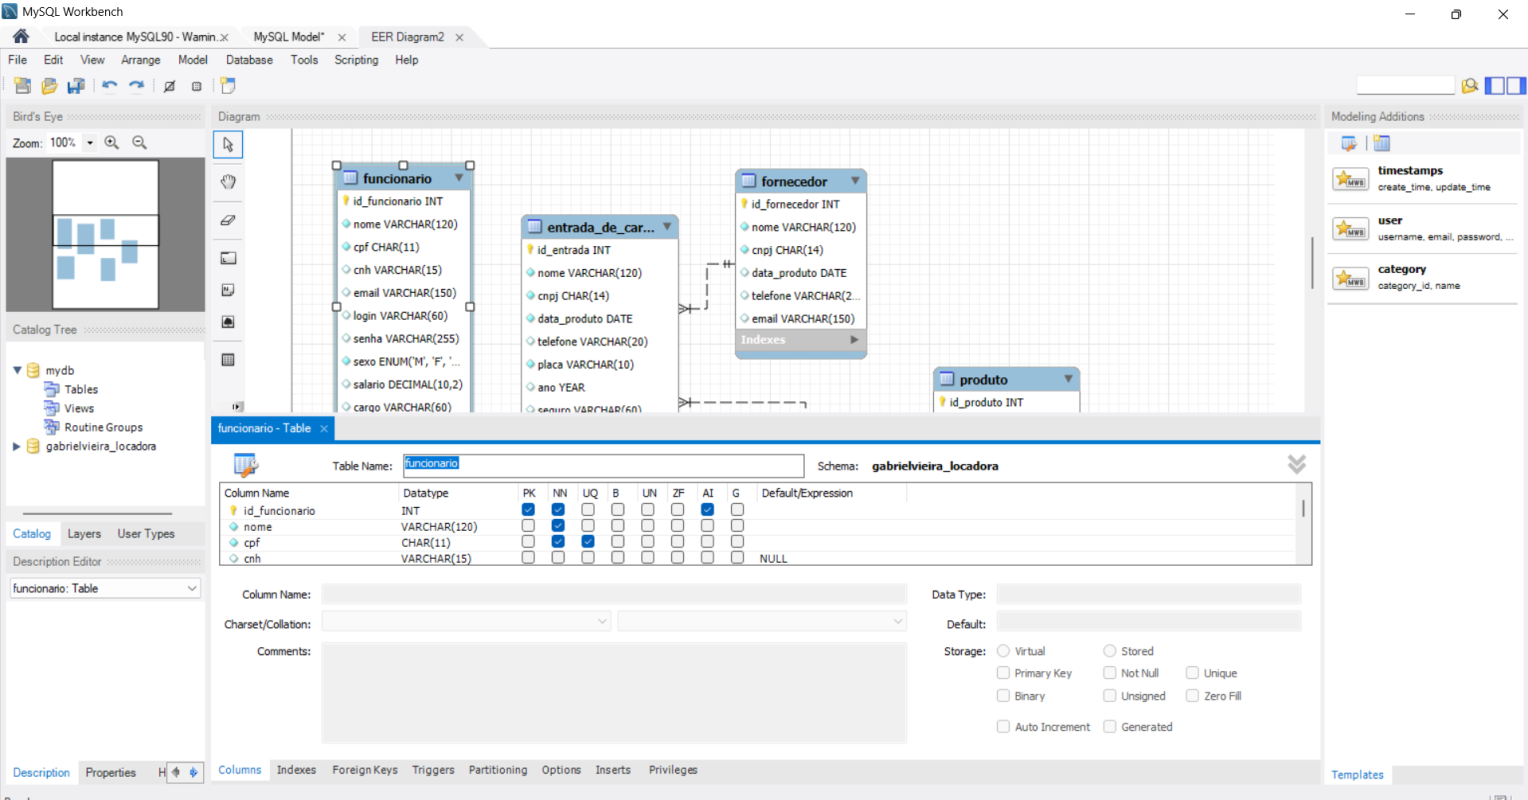 MySQL Workbench
Local instance MySQL90 - Warnin..
MySQL Model*
EER Diagram2
File Edit View Arrange Model Database Tools Scripting Help
Bird's Eye
Zoom: 100%
Catalog Tree
mydb
Tables
Views
Routine Groups
gabrielvieira_locadora
Catalog Layers User Types
Description Editor
funcionario: Table
Description Properties H
Diagram
funcionario
id_funcionario INT
nome VARCHAR(120)
cpf CHAR(11)
cnh VARCHAR(15)
email VARCHAR(150)
login VARCHAR(60)
senha VARCHAR(255)
sexo ENUM('M', 'F', '...
salario DECIMAL(10,2)
cargo VARCHAR(60)
entrada_de_car...
id_entrada INT
nome VARCHAR(120)
cnpj CHAR(14)
data_produto DATE
telefone VARCHAR(20)
placa VARCHAR(10)
ano YEAR
seguro VARCHAR(60)
fornecedor
id_fornecedor INT
nome VARCHAR(120)
cnpj CHAR(14)
data_produto DATE
telefone VARCHAR(2...
email VARCHAR(150)
Indexes
produto
id_produto INT
funcionario - Table
Table Name: funcionario Schema: gabrielvieira_locadora
Column Name Datatype PK NN UQ B UN ZF AI G Default/Expression
id_funcionario INT
nome VARCHAR(120)
cpf CHAR(11)
cnh VARCHAR(15) NULL
Column Name: Data Type:
Charset/Collation: Default:
Comments: Storage: Virtual Stored
Primary Key Not Null Unique
Binary Unsigned Zero Fill
Auto Increment Generated
Columns Indexes Foreign Keys Triggers Partitioning Options Inserts Privileges
Modeling Additions
MWB
timestamps
create_time, update_time
MWB
user
username, email, password, ...
MWB
category
category_id, name
Templates